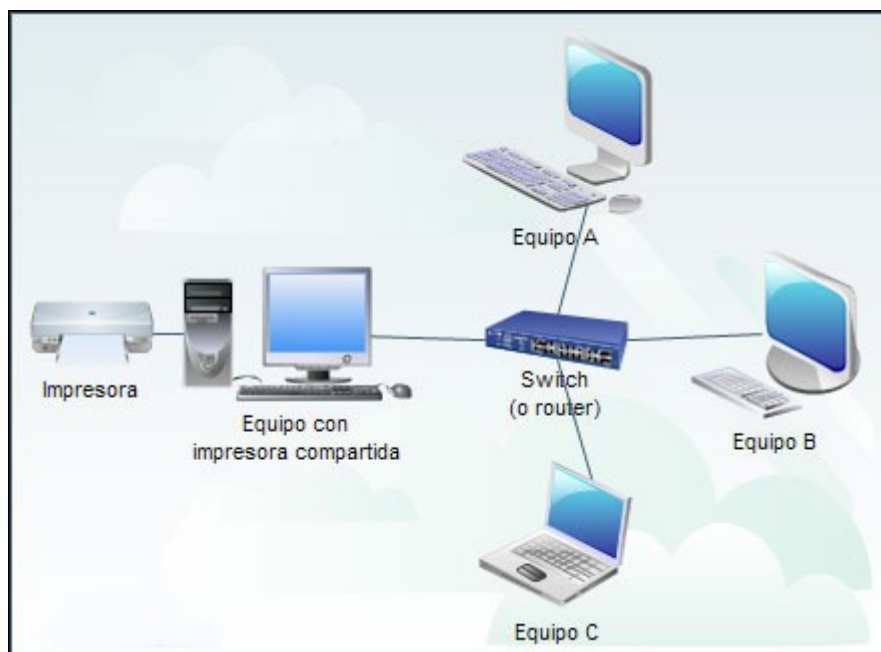 Equipo A
Impresora
Equipo con
impresora compartida
Switch
(o router)
Equipo B
Equipo C